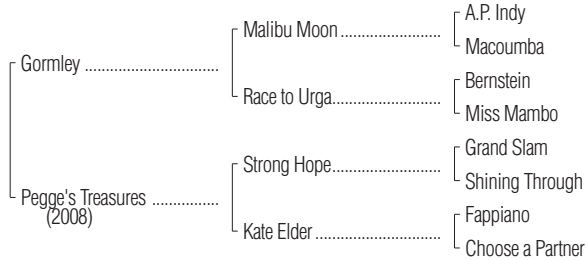 A.P. Indy
Malibu Moon ........................
Macoumba
Gormley ................................
Bernstein
Race to Urga..........................
Miss Mambo
Grand Slam
Strong Hope..........................
Shining Through
Pegge's Treasures ................
(2008)
Fappiano
Kate Elder ..............................
Choose a Partner